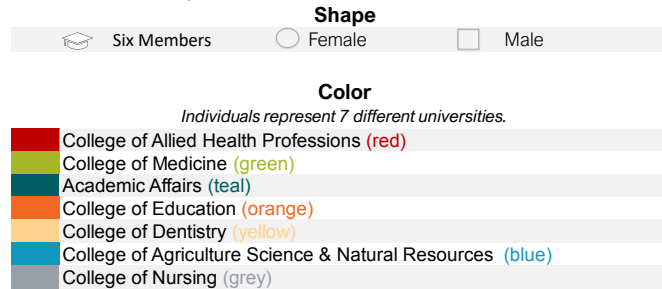 Shape
Six Members Female Male
Color
Individuals represent 7 different universities.
College of Allied Health Professions (red)
College of Medicine (green)
Academic Affairs (teal)
College of Education (orange)
College of Dentistry (yellow)
College of Agriculture Science & Natural Resources (blue)
College of Nursing (grey)